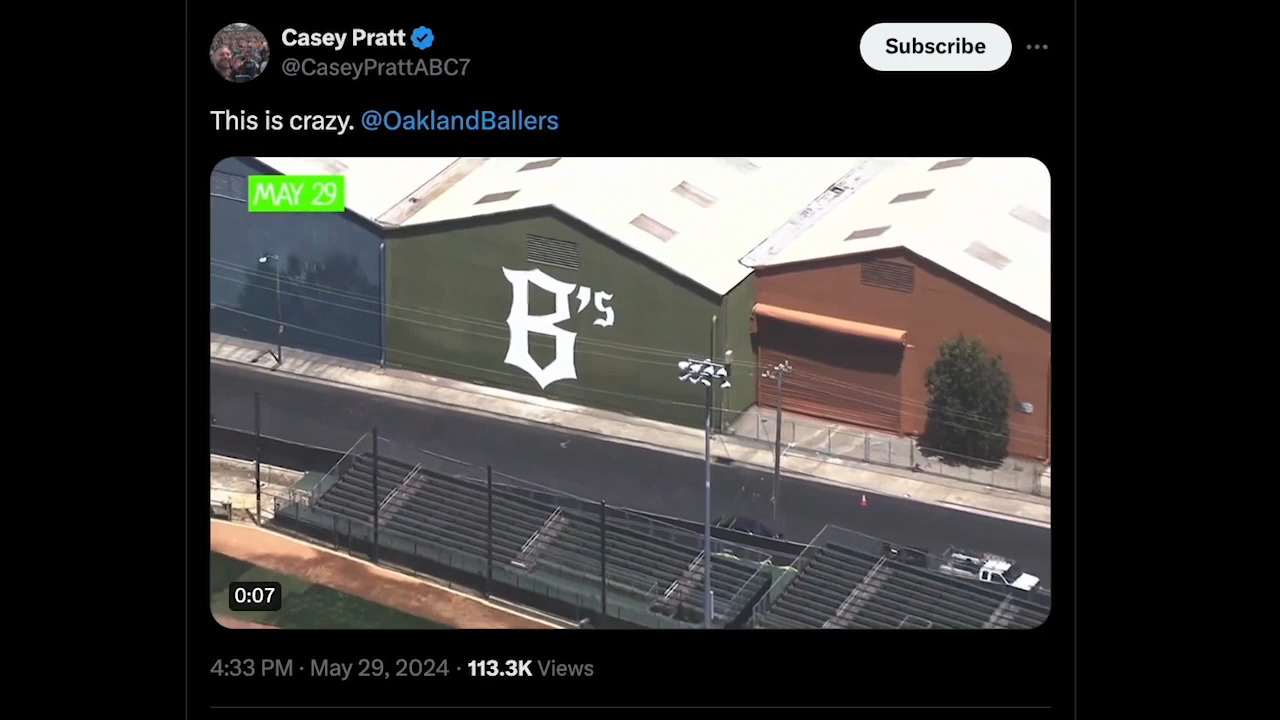 Casey Pratt
@CaseyPrattABC7
Subscribe
This is crazy. @OaklandBallers
MAY 29
B's
0:07
4:33 PM · May 29, 2024 · 113.3K Views